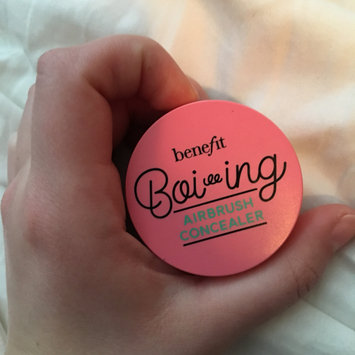 benefit
Boi-ing
AIRBRUSH
CONCEALER